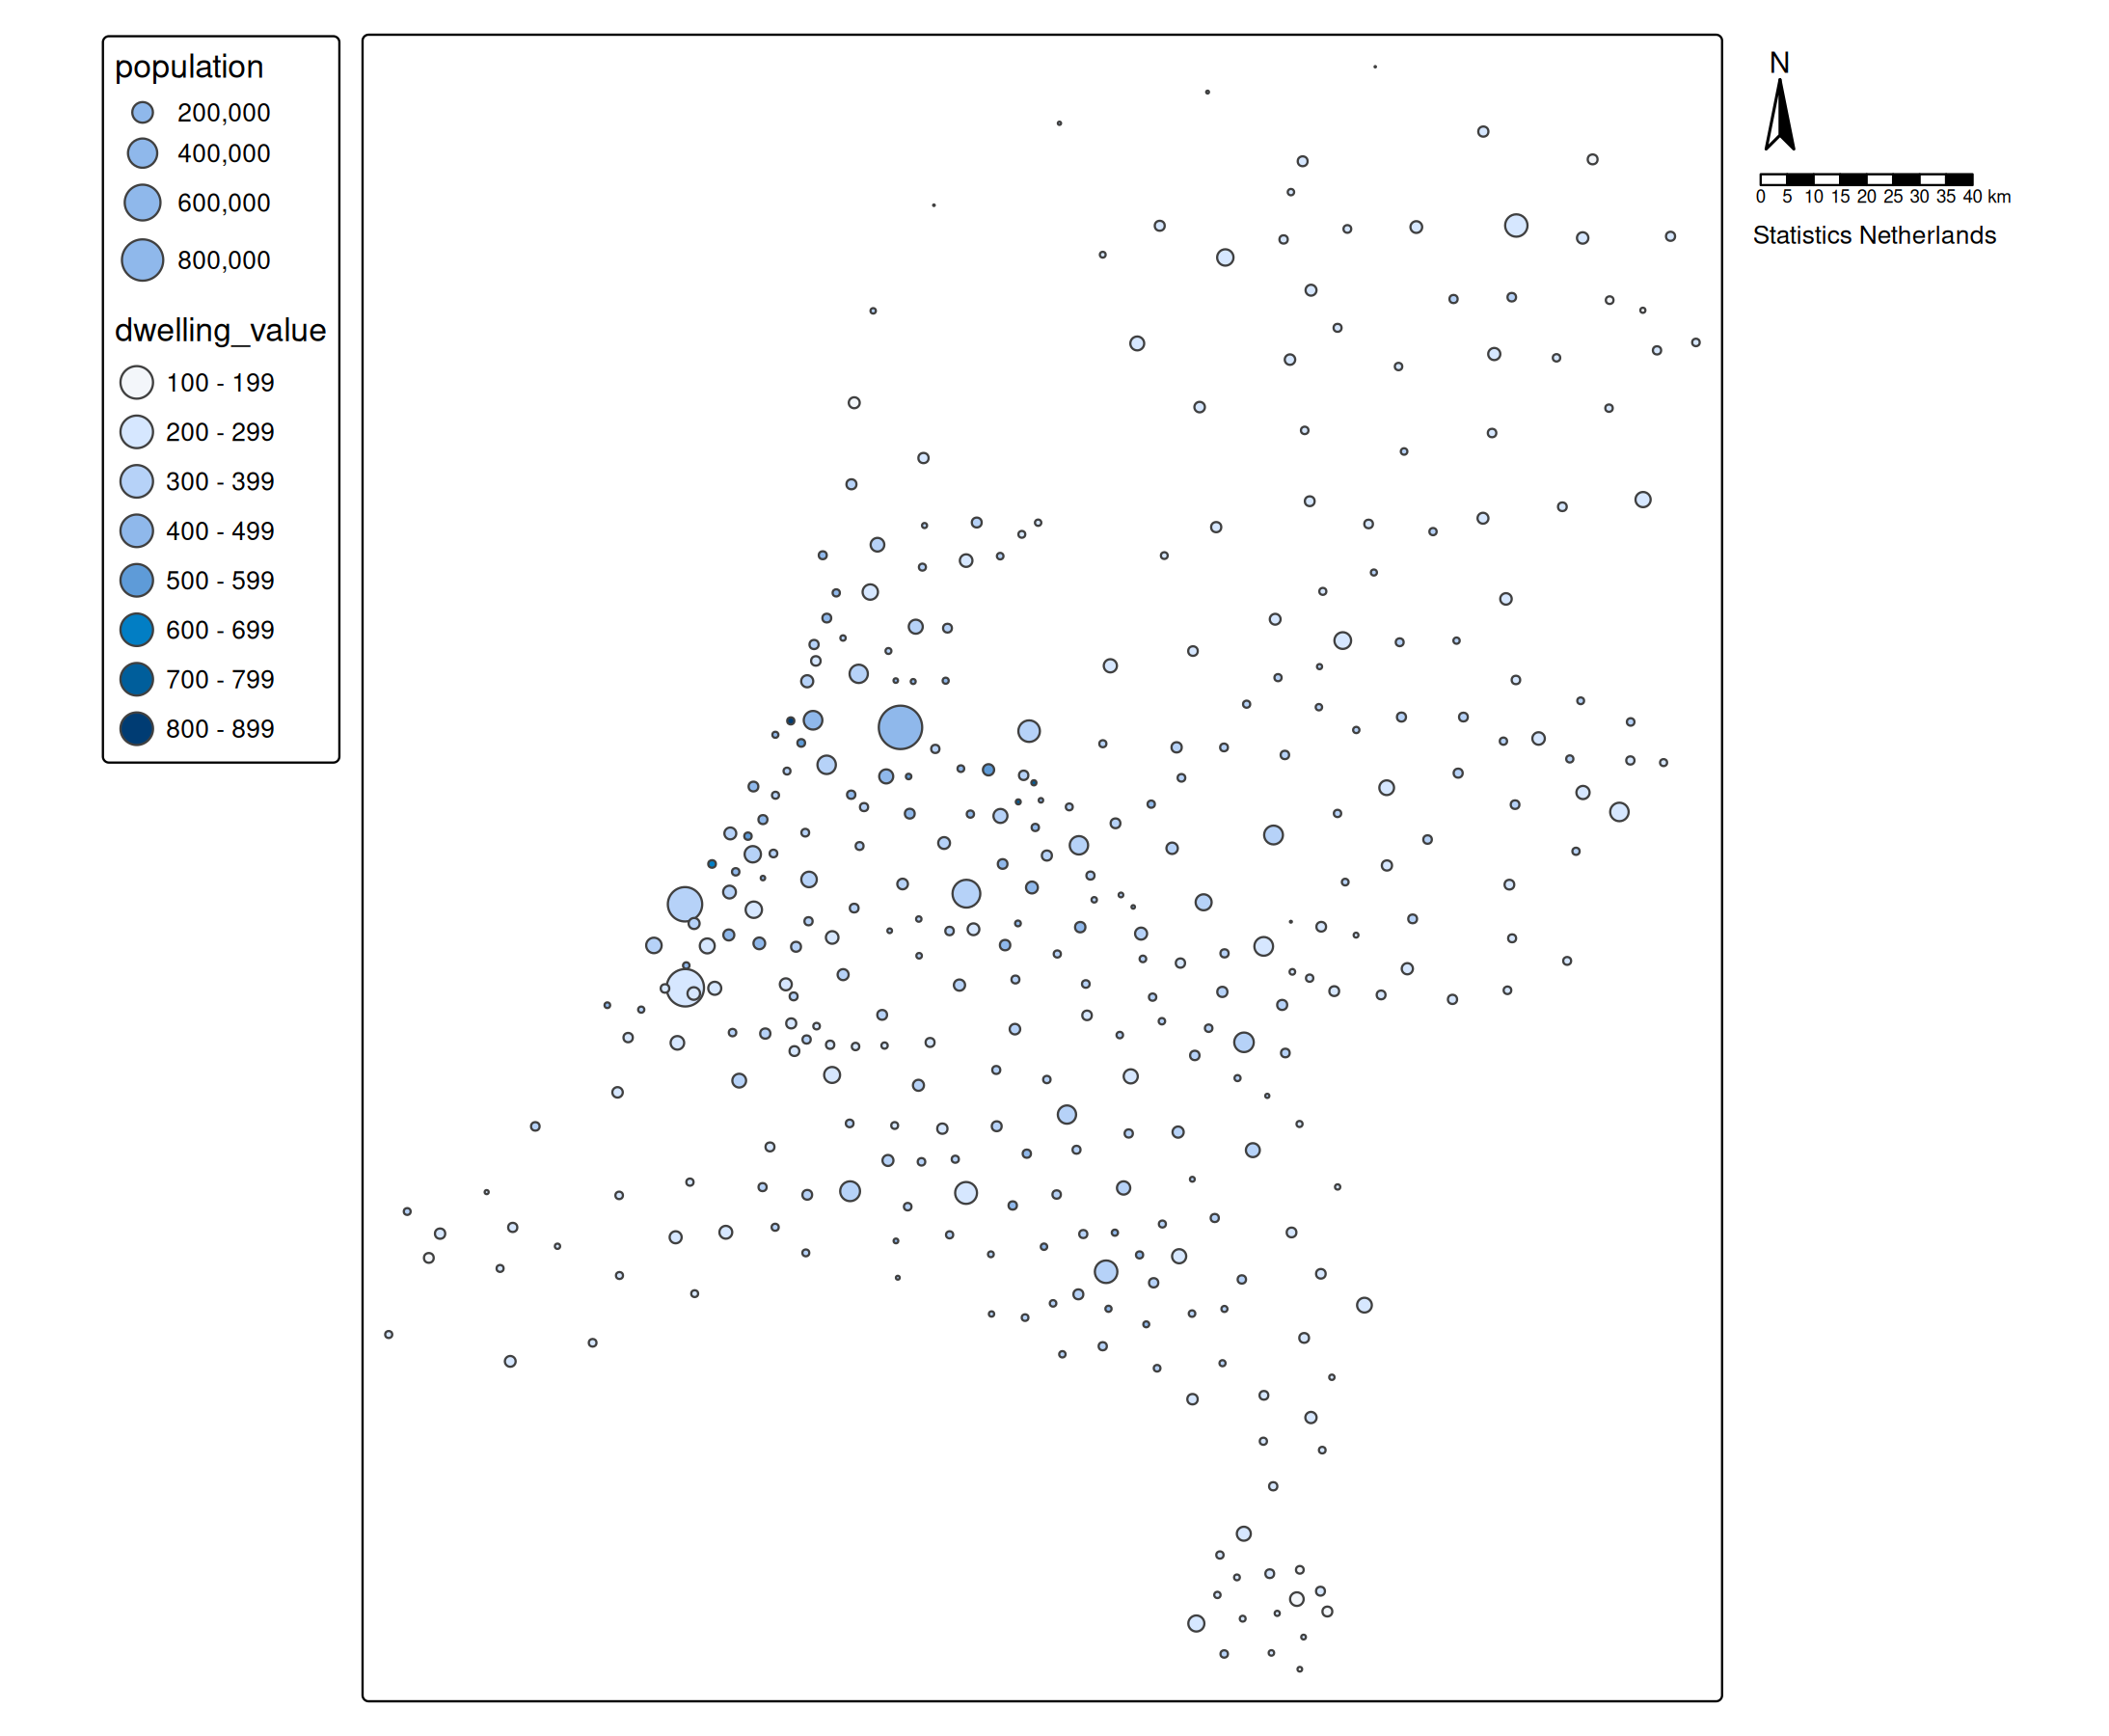 population
200,000
400,000
600,000
800,000
dwelling_value
100 - 199
200 - 299
300 - 399
400 - 499
500 - 599
600 - 699
700 - 799
800 - 899
N
0 5 10 15 20 25 30 35 40 km
Statistics Netherlands